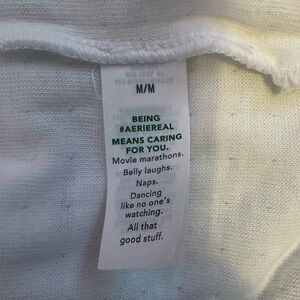 M/M
BEING
#AERIEREAL
MEANS CARING
FOR YOU.
Movie marathons.
Belly laughs.
Naps.
Dancing
like no one's
watching.
All that
good stuff.